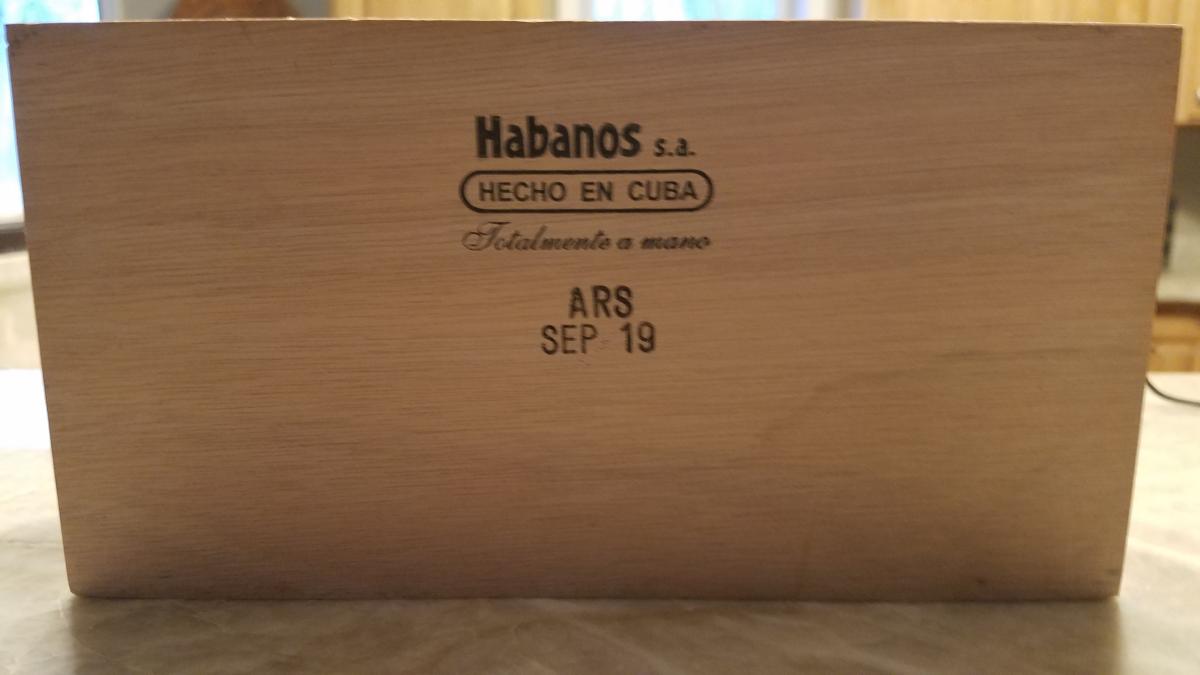 Habanos s.a.
HECHO EN CUBA
Totalmente a mano
ARS
SEP 19